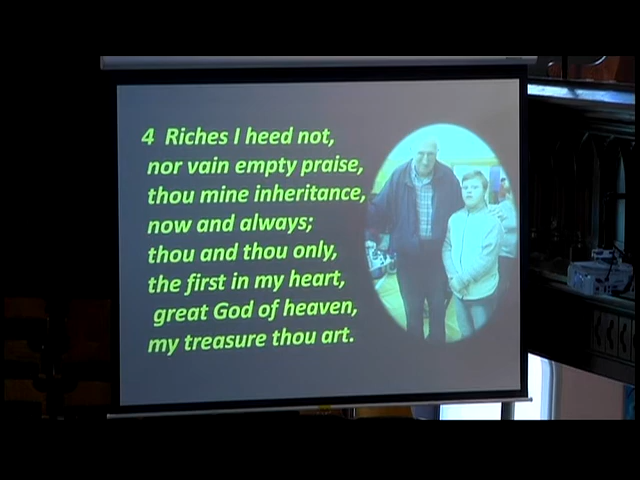 4 Riches I heed not,
nor vain empty praise,
thou mine inheritance,
now and always;
thou and thou only,
the first in my heart,
great God of heaven,
my treasure thou art.